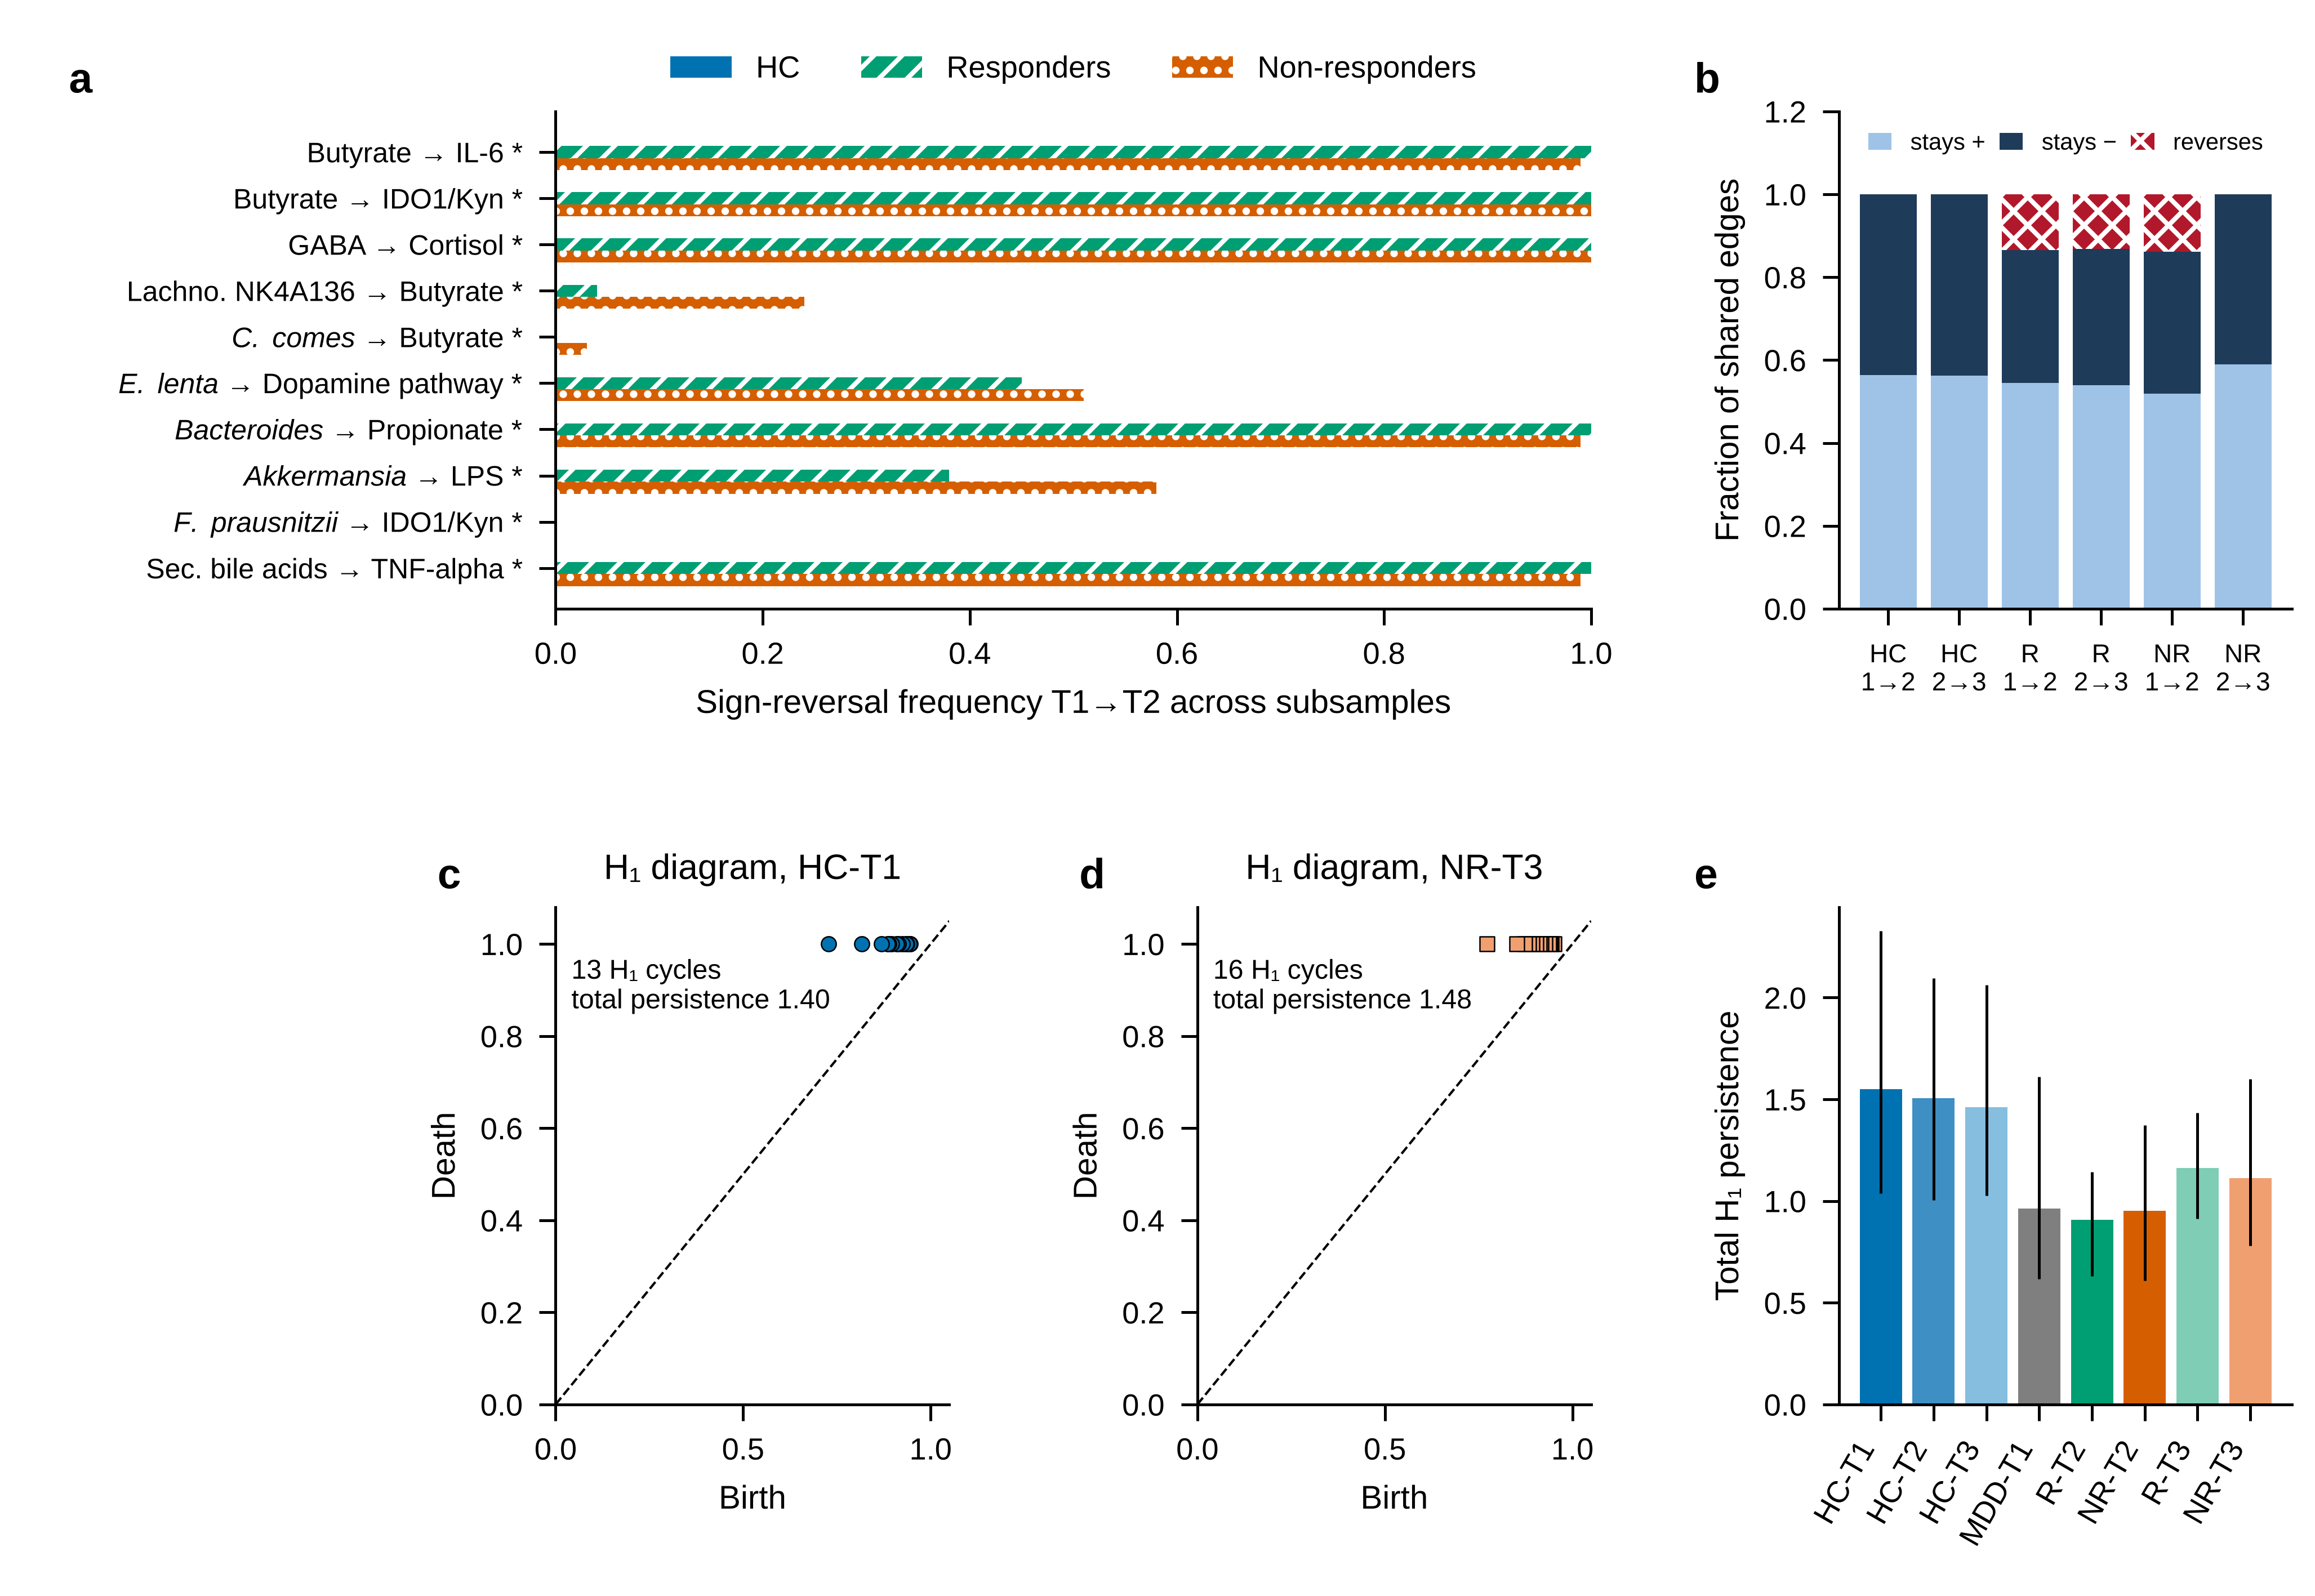 a
HC
Responders
Non-responders
Butyrate → IL-6 *
Butyrate → IDO1/Kyn *
GABA → Cortisol *
Lachno. NK4A136 → Butyrate *
C. comes → Butyrate *
E. lenta → Dopamine pathway *
Bacteroides → Propionate *
Akkermansia → LPS *
F. prausnitzii → IDO1/Kyn *
Sec. bile acids → TNF-alpha *
0.0 0.2 0.4 0.6 0.8 1.0
Sign-reversal frequency T1→T2 across subsamples
b
Fraction of shared edges
1.2
1.0
0.8
0.6
0.4
0.2
0.0
stays +
stays −
reverses
HC
1→2
HC
2→3
R
1→2
R
2→3
NR
1→2
NR
2→3
c
H₁ diagram, HC-T1
13 H₁ cycles
total persistence 1.40
Death
1.0
0.8
0.6
0.4
0.2
0.0
0.0 0.5 1.0
Birth
d
H₁ diagram, NR-T3
16 H₁ cycles
total persistence 1.48
Death
1.0
0.8
0.6
0.4
0.2
0.0
0.0 0.5 1.0
Birth
e
Total H₁ persistence
2.0
1.5
1.0
0.5
0.0
HC-T1
HC-T2
HC-T3
MDD-T1
R-T2
NR-T2
R-T3
NR-T3